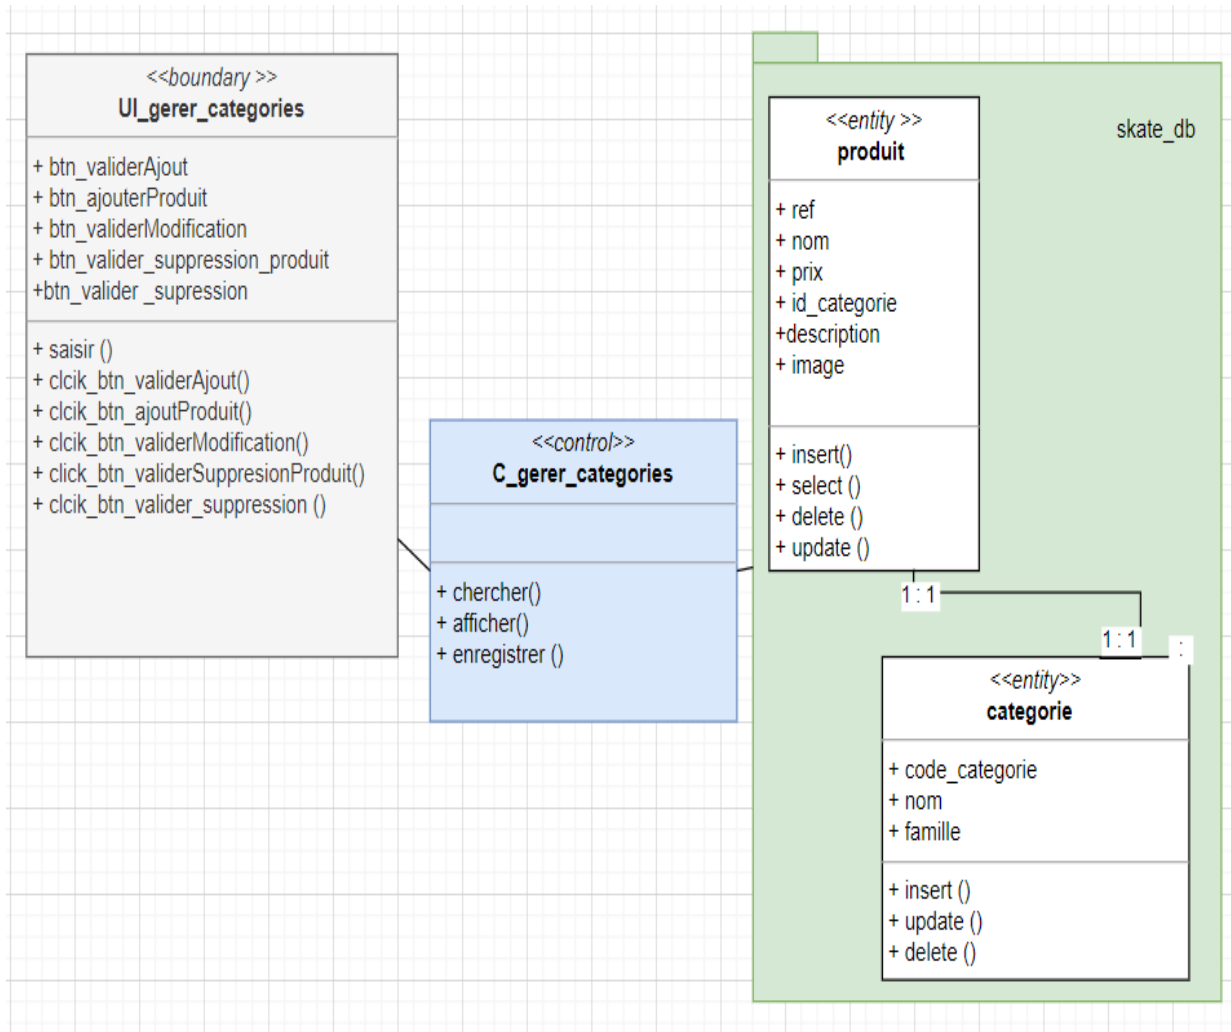 <<boundary >>
UI_gerer_categories
+ btn_validerAjout
+ btn_ajouterProduit
+ btn_validerModification
+ btn_valider_suppression_produit
+btn_valider _supression
+ saisir ()
+ clcik_btn_validerAjout()
+ clcik_btn_ajoutProduit()
+ clcik_btn_validerModification()
+ click_btn_validerSuppresionProduit()
+ clcik_btn_valider_suppression ()
<<control>>
C_gerer_categories
+ chercher()
+ afficher()
+ enregistrer ()
skate_db
<<entity >>
produit
+ ref
+ nom
+ prix
+ id_categorie
+description
+ image
+ insert()
+ select ()
+ delete ()
+ update ()
1 : 1
1 : 1
:
<<entity>>
categorie
+ code_categorie
+ nom
+ famille
+ insert ()
+ update ()
+ delete ()